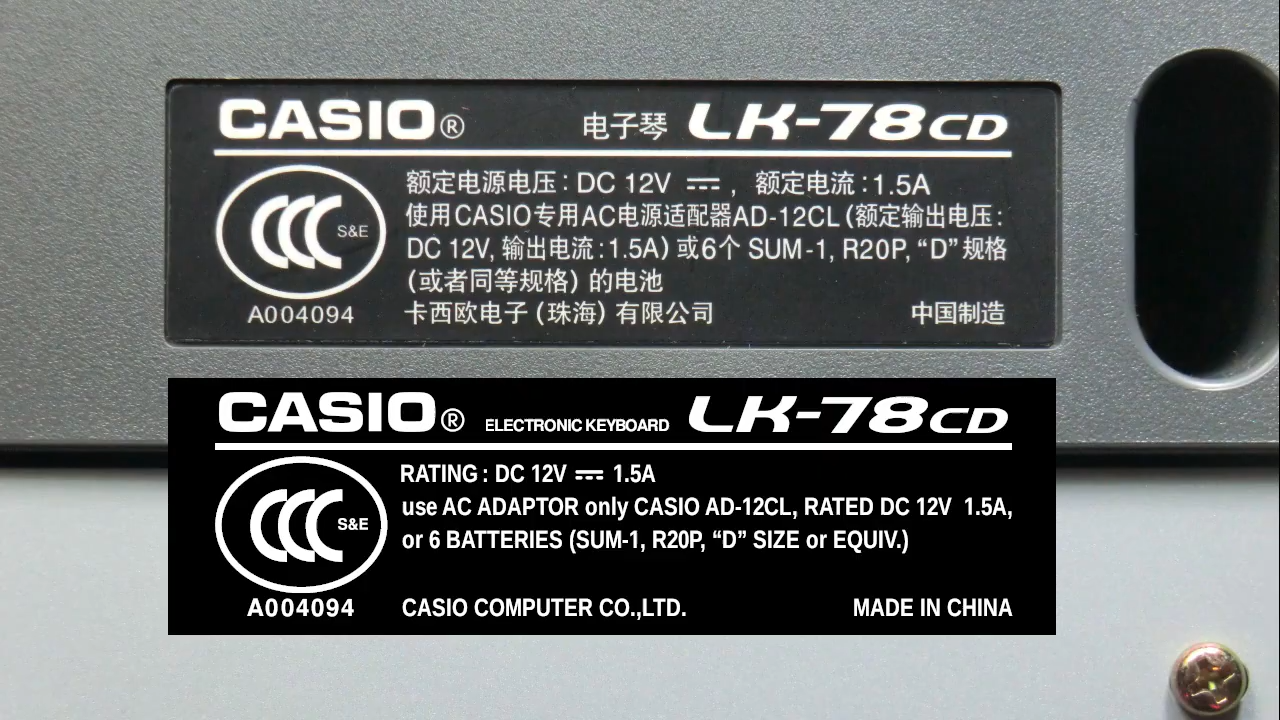 CASIO® 电子琴 LK-78CD
额定电源电压: DC 12V ⎓, 额定电流:1.5A
使用CASIO专用AC电源适配器AD-12CL (额定输出电压:
DC 12V, 输出电流:1.5A) 或6个 SUM-1, R20P, “D” 规格
(或者同等规格) 的电池
CCC S&E
A004094
卡西欧电子 (珠海) 有限公司 中国制造
CASIO® ELECTRONIC KEYBOARD LK-78CD
RATING : DC 12V ⎓ 1.5A
use AC ADAPTOR only CASIO AD-12CL, RATED DC 12V 1.5A,
or 6 BATTERIES (SUM-1, R20P, “D” SIZE or EQUIV.)
CCC S&E
A004094
CASIO COMPUTER CO.,LTD. MADE IN CHINA